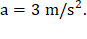 a = 3 m/s².